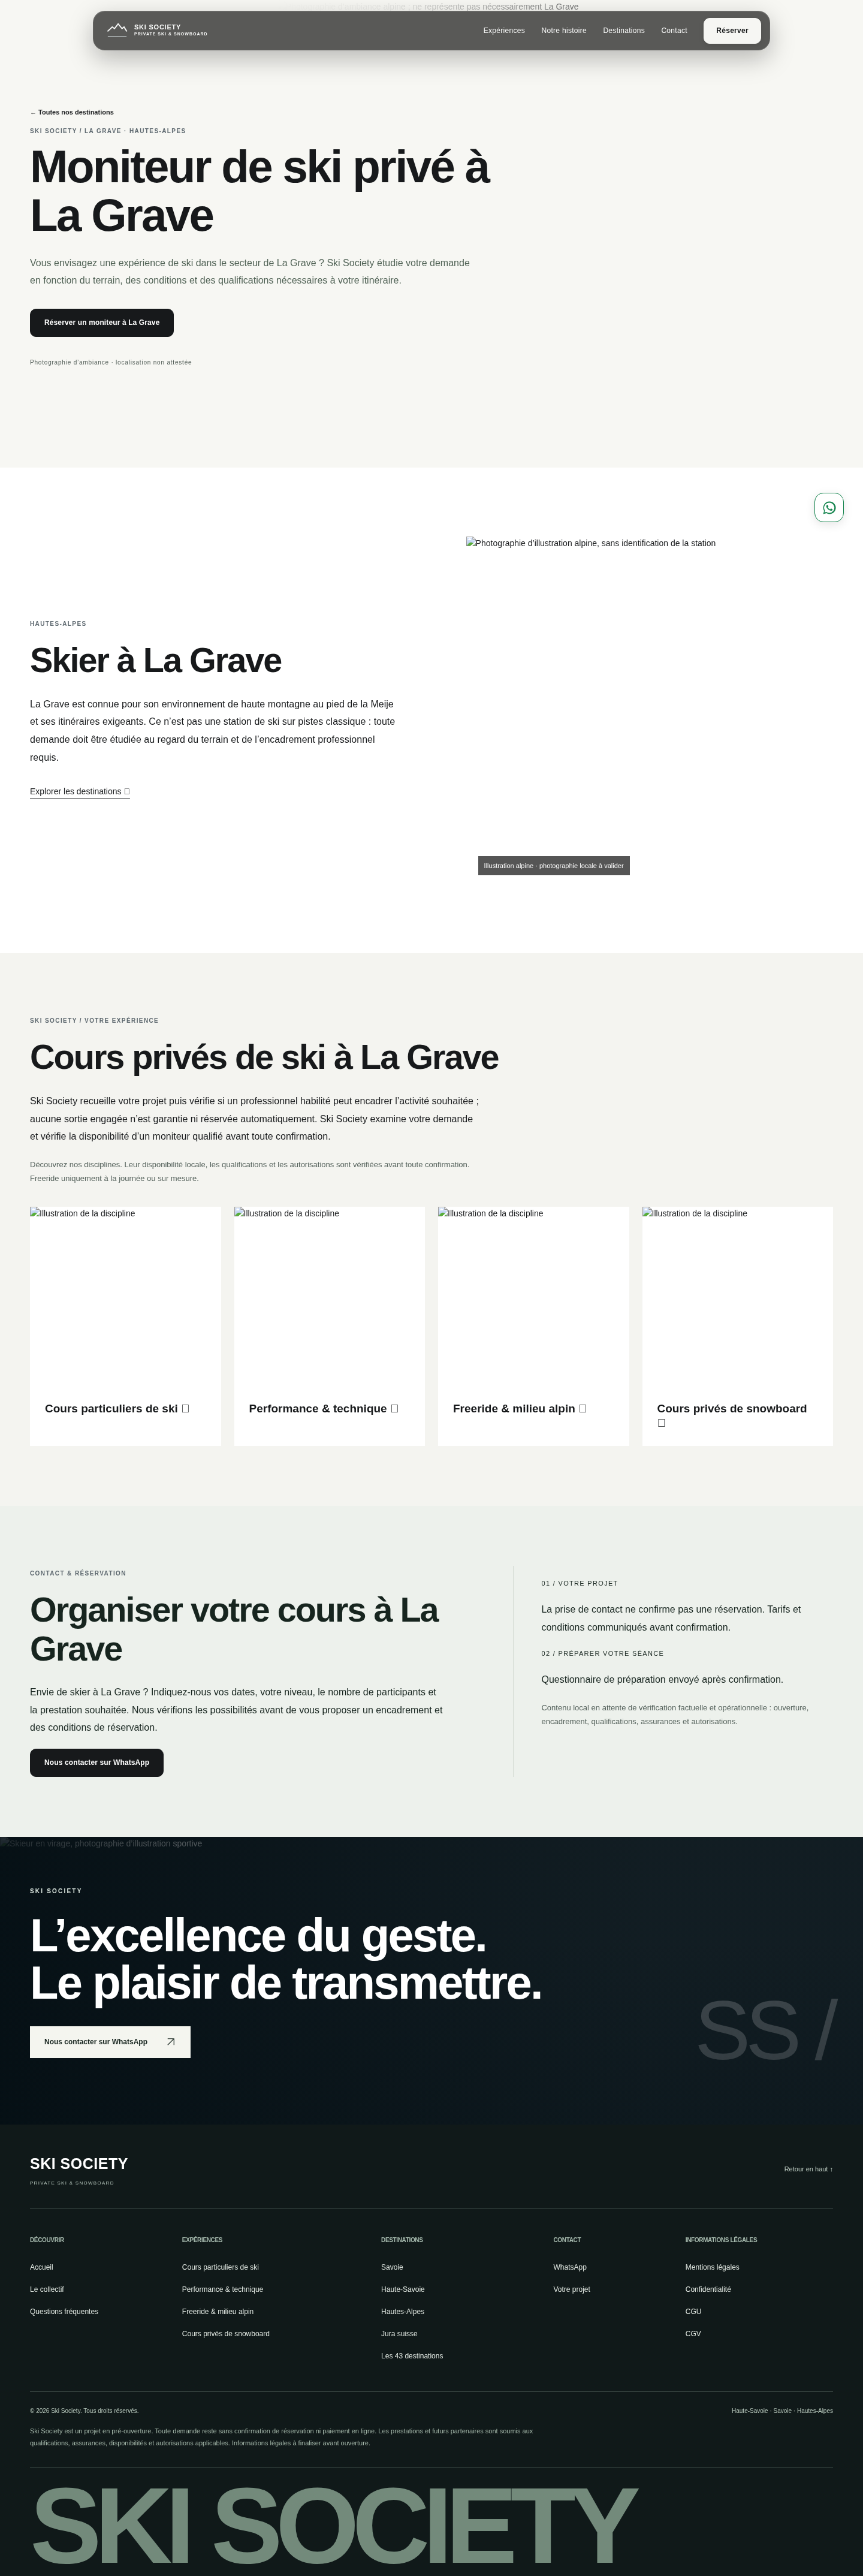 ne représente pas nécessairement La Grave
SKI SOCIETY
PRIVATE SKI & SNOWBOARD
Expériences
Notre histoire
Destinations
Contact
Réserver
← Toutes nos destinations
SKI SOCIETY / LA GRAVE · HAUTES-ALPES
Moniteur de ski privé à
La Grave
Vous envisagez une expérience de ski dans le secteur de La Grave ? Ski Society étudie votre demande
en fonction du terrain, des conditions et des qualifications nécessaires à votre itinéraire.
Réserver un moniteur à La Grave
Photographie d’ambiance · localisation non attestée
Photographie d’illustration alpine, sans identification de la station
HAUTES-ALPES
Skier à La Grave
La Grave est connue pour son environnement de haute montagne au pied de la Meije
et ses itinéraires exigeants. Ce n’est pas une station de ski sur pistes classique : toute
demande doit être étudiée au regard du terrain et de l’encadrement professionnel
requis.
Explorer les destinations
Illustration alpine · photographie locale à valider
SKI SOCIETY / VOTRE EXPÉRIENCE
Cours privés de ski à La Grave
Ski Society recueille votre projet puis vérifie si un professionnel habilité peut encadrer l’activité souhaitée ;
aucune sortie engagée n’est garantie ni réservée automatiquement. Ski Society examine votre demande
et vérifie la disponibilité d’un moniteur qualifié avant toute confirmation.
Découvrez nos disciplines. Leur disponibilité locale, les qualifications et les autorisations sont vérifiées avant toute confirmation.
Freeride uniquement à la journée ou sur mesure.
Illustration de la discipline
Illustration de la discipline
Illustration de la discipline
Illustration de la discipline
Cours particuliers de ski
Performance & technique
Freeride & milieu alpin
Cours privés de snowboard
CONTACT & RÉSERVATION
Organiser votre cours à La
Grave
Envie de skier à La Grave ? Indiquez-nous vos dates, votre niveau, le nombre de participants et
la prestation souhaitée. Nous vérifions les possibilités avant de vous proposer un encadrement et
des conditions de réservation.
Nous contacter sur WhatsApp
01 / VOTRE PROJET
La prise de contact ne confirme pas une réservation. Tarifs et
conditions communiqués avant confirmation.
02 / PRÉPARER VOTRE SÉANCE
Questionnaire de préparation envoyé après confirmation.
Contenu local en attente de vérification factuelle et opérationnelle : ouverture,
encadrement, qualifications, assurances et autorisations.
Skieur en virage, photographie d’illustration sportive
SKI SOCIETY
L’excellence du geste.
Le plaisir de transmettre.
Nous contacter sur WhatsApp
SS /
SKI SOCIETY
PRIVATE SKI & SNOWBOARD
Retour en haut ↑
DÉCOUVRIR
Accueil
Le collectif
Questions fréquentes
EXPÉRIENCES
Cours particuliers de ski
Performance & technique
Freeride & milieu alpin
Cours privés de snowboard
DESTINATIONS
Savoie
Haute-Savoie
Hautes-Alpes
Jura suisse
Les 43 destinations
CONTACT
WhatsApp
Votre projet
INFORMATIONS LÉGALES
Mentions légales
Confidentialité
CGU
CGV
© 2026 Ski Society. Tous droits réservés.
Haute-Savoie · Savoie · Hautes-Alpes
Ski Society est un projet en pré-ouverture. Toute demande reste sans confirmation de réservation ni paiement en ligne. Les prestations et futurs partenaires sont soumis aux
qualifications, assurances, disponibilités et autorisations applicables. Informations légales à finaliser avant ouverture.
SKI SOCIETY